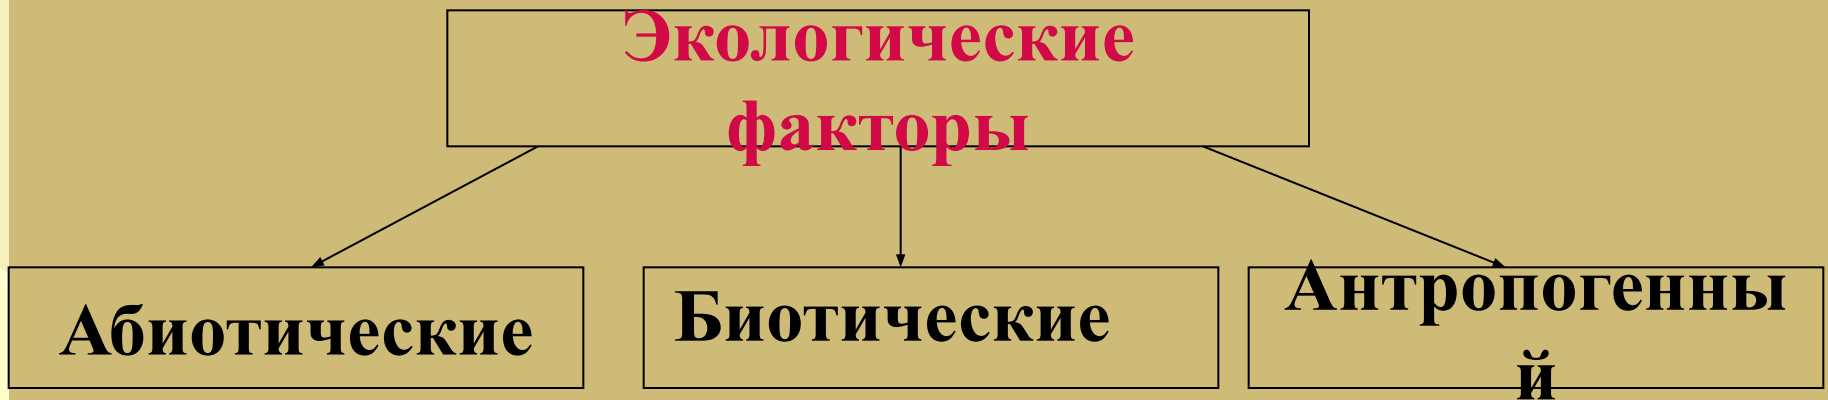 Экологические
факторы
Абиотические
Биотические
Антропогенны
й